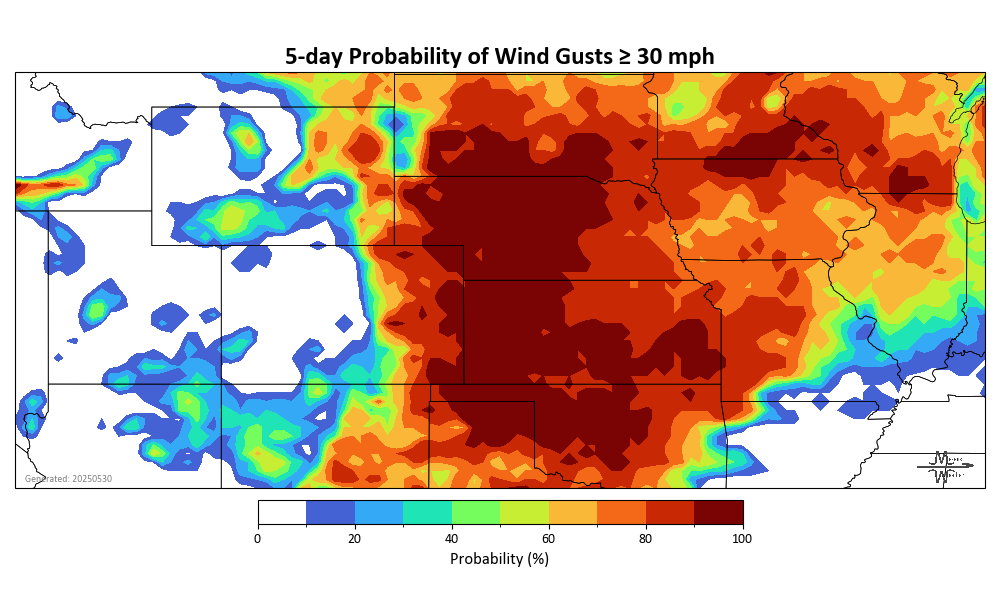 5-day Probability of Wind Gusts ≥ 30 mph
Generated: 20250530
0 20 40 60 80 100
Probability (%)